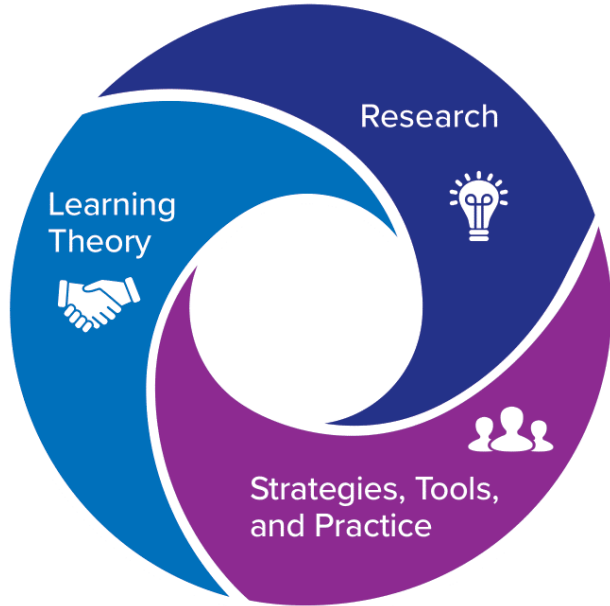 Research
Learning
Theory
Strategies, Tools,
and Practice